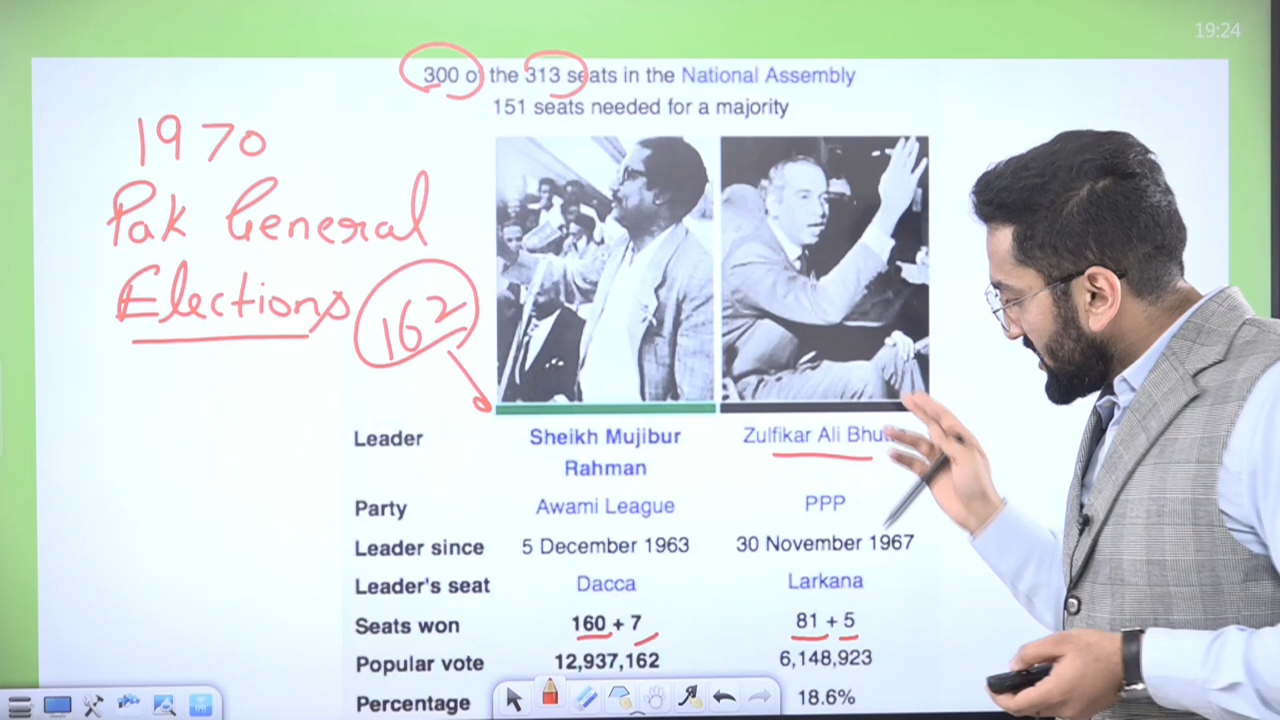 19:24
300 of the 313 seats in the National Assembly
151 seats needed for a majority
1970
Pak General
Elections
162
Leader Sheikh Mujibur Rahman Zulfikar Ali
Party Awami League PPP
Leader since 5 December 1963 30 November 1967
Leader's seat Dacca Larkana
Seats won 160 + 7 81 + 5
Popular vote 12,937,162 6,148,923
Percentage 18.6%